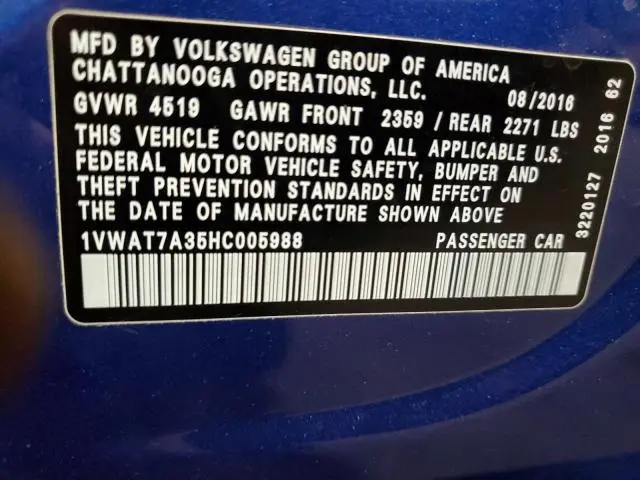 MFD BY VOLKSWAGEN GROUP OF AMERICA
CHATTANOOGA OPERATIONS, LLC. 08/2016
GVWR 4519 GAWR FRONT 2359 / REAR 2271 LBS
THIS VEHICLE CONFORMS TO ALL APPLICABLE U.S.
FEDERAL MOTOR VEHICLE SAFETY, BUMPER AND
THEFT PREVENTION STANDARDS IN EFFECT ON
THE DATE OF MANUFACTURE SHOWN ABOVE
1VWAT7A35HC005988 PASSENGER CAR
3220127 2016 62